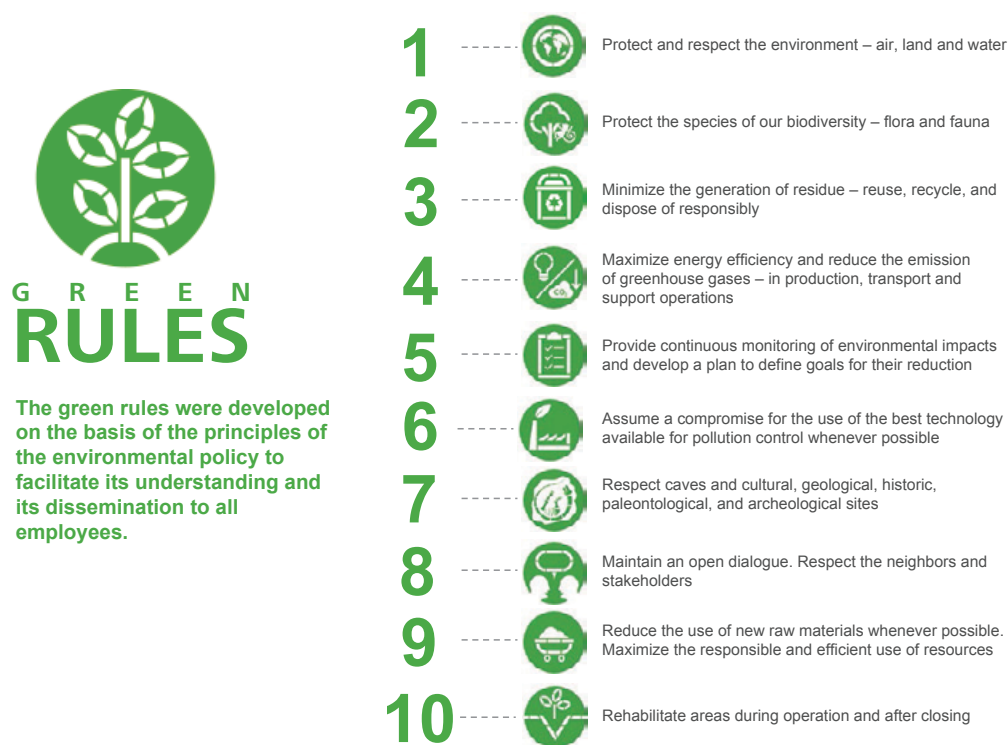 GREEN
RULES
The green rules were developed
on the basis of the principles of
the environmental policy to
facilitate its understanding and
its dissemination to all
employees.
1
Protect and respect the environment – air, land and water
2
Protect the species of our biodiversity – flora and fauna
3
Minimize the generation of residue – reuse, recycle, and
dispose of responsibly
4
CO₂
Maximize energy efficiency and reduce the emission
of greenhouse gases – in production, transport and
support operations
5
Provide continuous monitoring of environmental impacts
and develop a plan to define goals for their reduction
6
Assume a compromise for the use of the best technology
available for pollution control whenever possible
7
Respect caves and cultural, geological, historic,
paleontological, and archeological sites
8
Maintain an open dialogue. Respect the neighbors and
stakeholders
9
Reduce the use of new raw materials whenever possible.
Maximize the responsible and efficient use of resources
10
Rehabilitate areas during operation and after closing